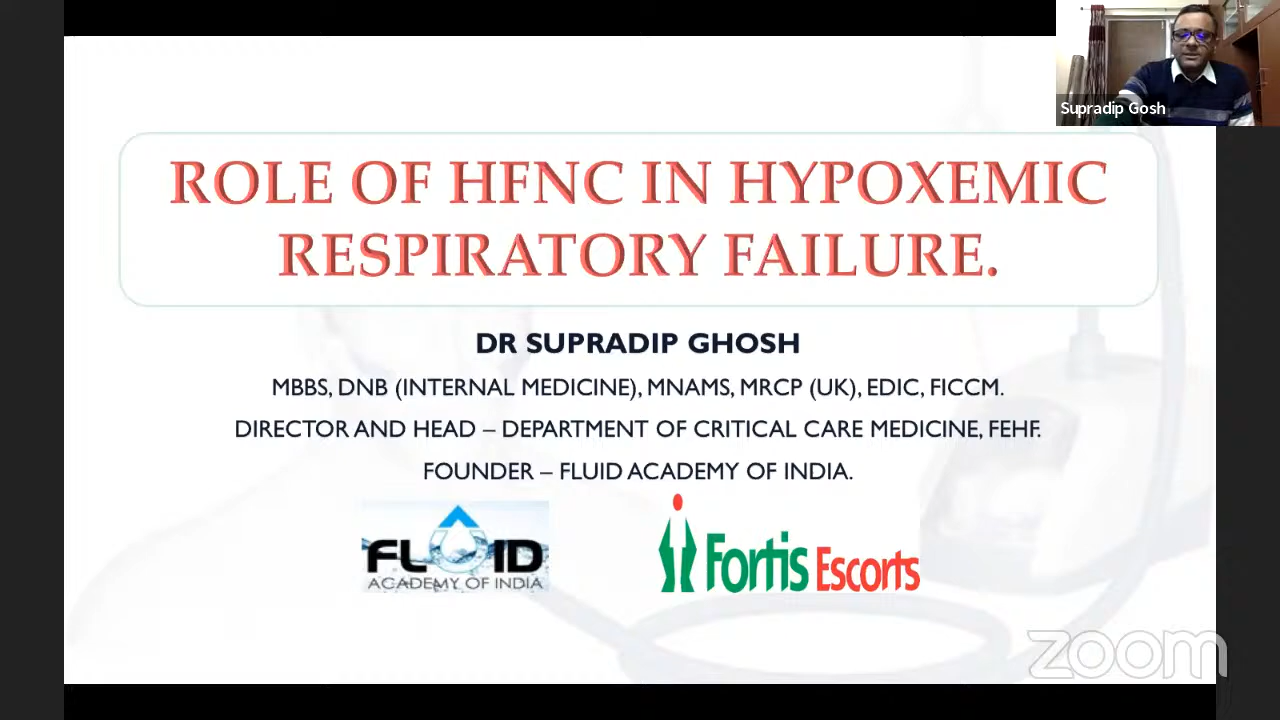 Supradip Gosh
ROLE OF HFNC IN HYPOXEMIC
RESPIRATORY FAILURE.
DR SUPRADIP GHOSH
MBBS, DNB (INTERNAL MEDICINE), MNAMS, MRCP (UK), EDIC, FICCM.
DIRECTOR AND HEAD – DEPARTMENT OF CRITICAL CARE MEDICINE, FEHF.
FOUNDER – FLUID ACADEMY OF INDIA.
FLUID
ACADEMY OF INDIA
Fortis Escorts
zoom